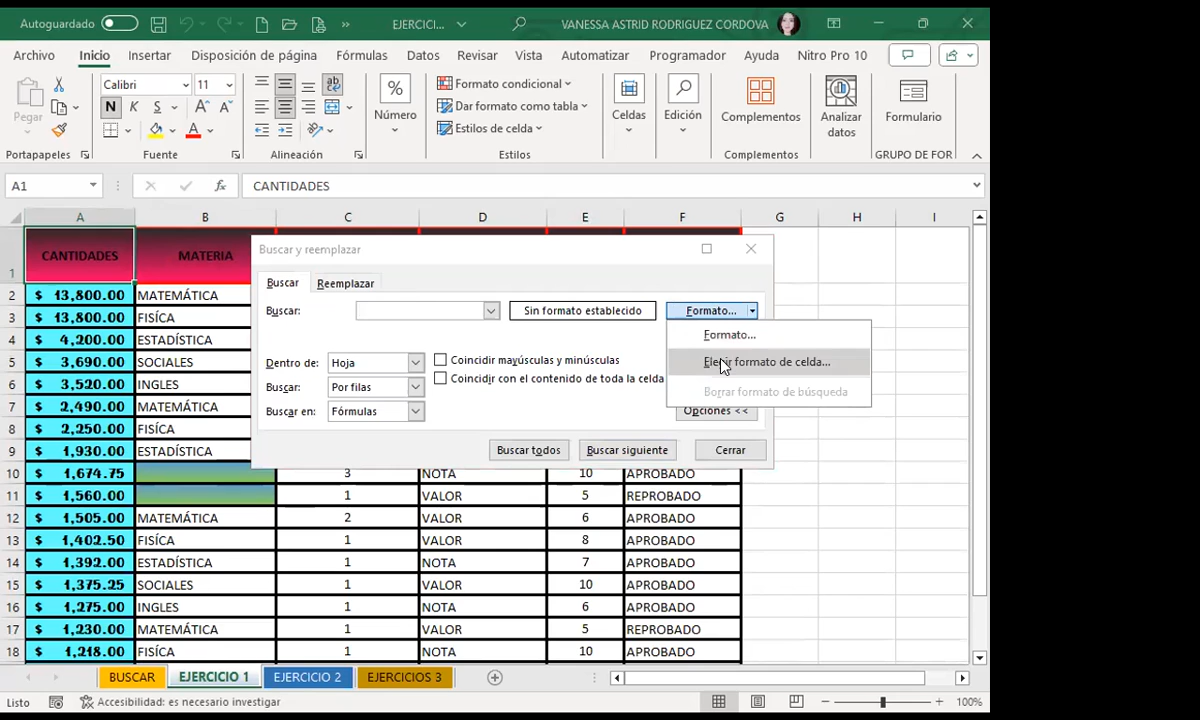 Autoguardado EJERCICI... VANESSA ASTRID RODRIGUEZ CORDOVA
Archivo Inicio Insertar Disposición de página Fórmulas Datos Revisar Vista Automatizar Programador Ayuda Nitro Pro 10
Calibri 11 Formato condicional
Pegar N K S Número Dar formato como tabla Celdas Edición Complementos Analizar datos Formulario
Estilos de celda
Portapapeles Fuente Alineación Estilos Complementos GRUPO DE FOR
A1 fx CANTIDADES
A B C D E F G H I
1 CANTIDADES MATERIA
2 $ 13,800.00 MATEMÁTICA
3 $ 13,800.00 FISÍCA
4 $ 4,200.00 ESTADÍSTICA
5 $ 3,690.00 SOCIALES
6 $ 3,520.00 INGLES
7 $ 2,490.00 MATEMÁTICA
8 $ 2,250.00 FISÍCA
9 $ 1,930.00 ESTADÍSTICA
10 $ 1,674.75 3 NOTA 10 APROBADO
11 $ 1,560.00 1 VALOR 5 REPROBADO
12 $ 1,505.00 MATEMÁTICA 2 VALOR 6 APROBADO
13 $ 1,402.50 FISÍCA 1 VALOR 8 APROBADO
14 $ 1,392.00 ESTADÍSTICA 1 NOTA 7 APROBADO
15 $ 1,375.25 SOCIALES 1 VALOR 10 APROBADO
16 $ 1,275.00 INGLES 1 NOTA 6 APROBADO
17 $ 1,230.00 MATEMÁTICA 1 VALOR 5 REPROBADO
18 $ 1,218.00 FISÍCA 1 NOTA 10 APROBADO
Buscar y reemplazar
Buscar Reemplazar
Buscar: Sin formato establecido Formato...
Formato...
Elegir formato de celda...
Borrar formato de búsqueda
Dentro de: Hoja Coincidir mayúsculas y minúsculas
Buscar: Por filas Coincidir con el contenido de toda la celda
Buscar en: Fórmulas Opciones <<
Buscar todos Buscar siguiente Cerrar
BUSCAR EJERCICIO 1 EJERCICIO 2 EJERCICIOS 3
Listo Accesibilidad: es necesario investigar 100%